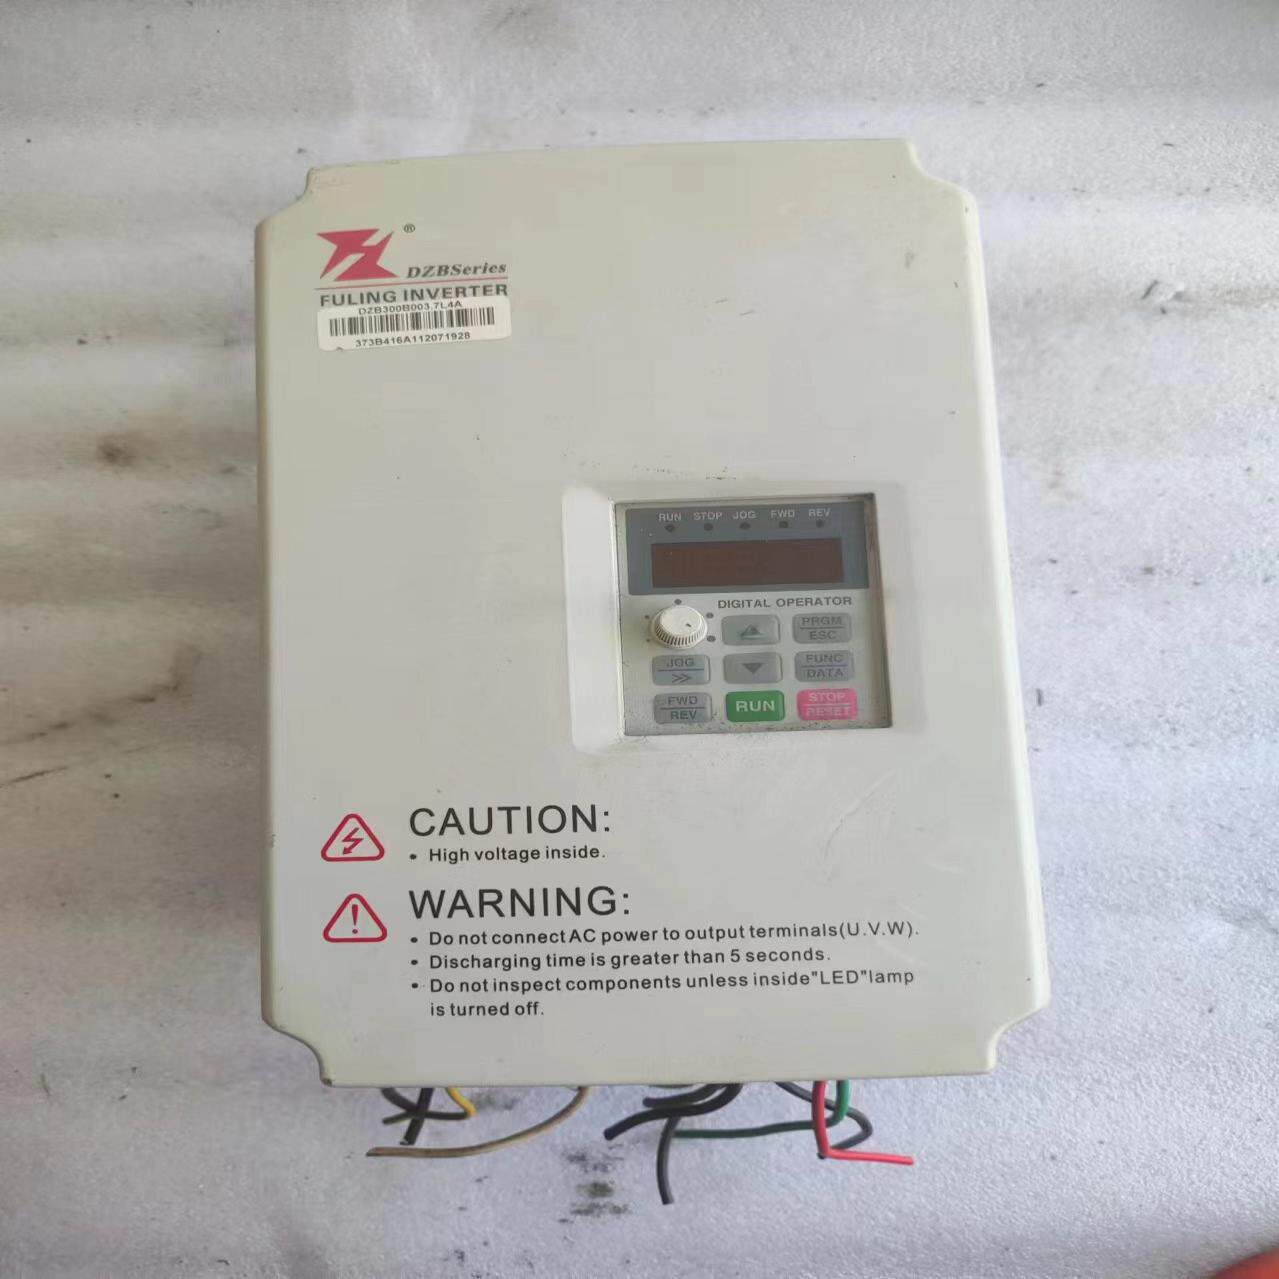 ®
DZBSeries
FULING INVERTER
DZB300B003.7L4A
373B416A112071928
RUN STOP JOG FWD REV
DIGITAL OPERATOR
PRGM
ESC
JOG
>>
FUNC
DATA
FWD
REV
RUN
STOP
RESET
CAUTION:
• High voltage inside.
WARNING:
• Do not connect AC power to output terminals(U.V.W).
• Discharging time is greater than 5 seconds.
• Do not inspect components unless inside"LED"lamp
is turned off.